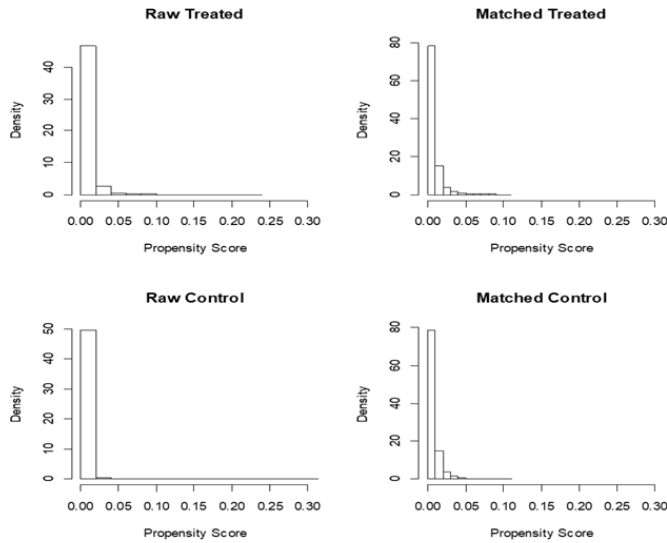 Raw Treated
Density
0 10 20 30 40
0.00 0.05 0.10 0.15 0.20 0.25 0.30
Propensity Score
Matched Treated
Density
0 20 40 60 80
0.00 0.05 0.10 0.15 0.20 0.25 0.30
Propensity Score
Raw Control
Density
0 10 20 30 40 50
0.00 0.05 0.10 0.15 0.20 0.25 0.30
Propensity Score
Matched Control
Density
0 20 40 60 80
0.00 0.05 0.10 0.15 0.20 0.25 0.30
Propensity Score